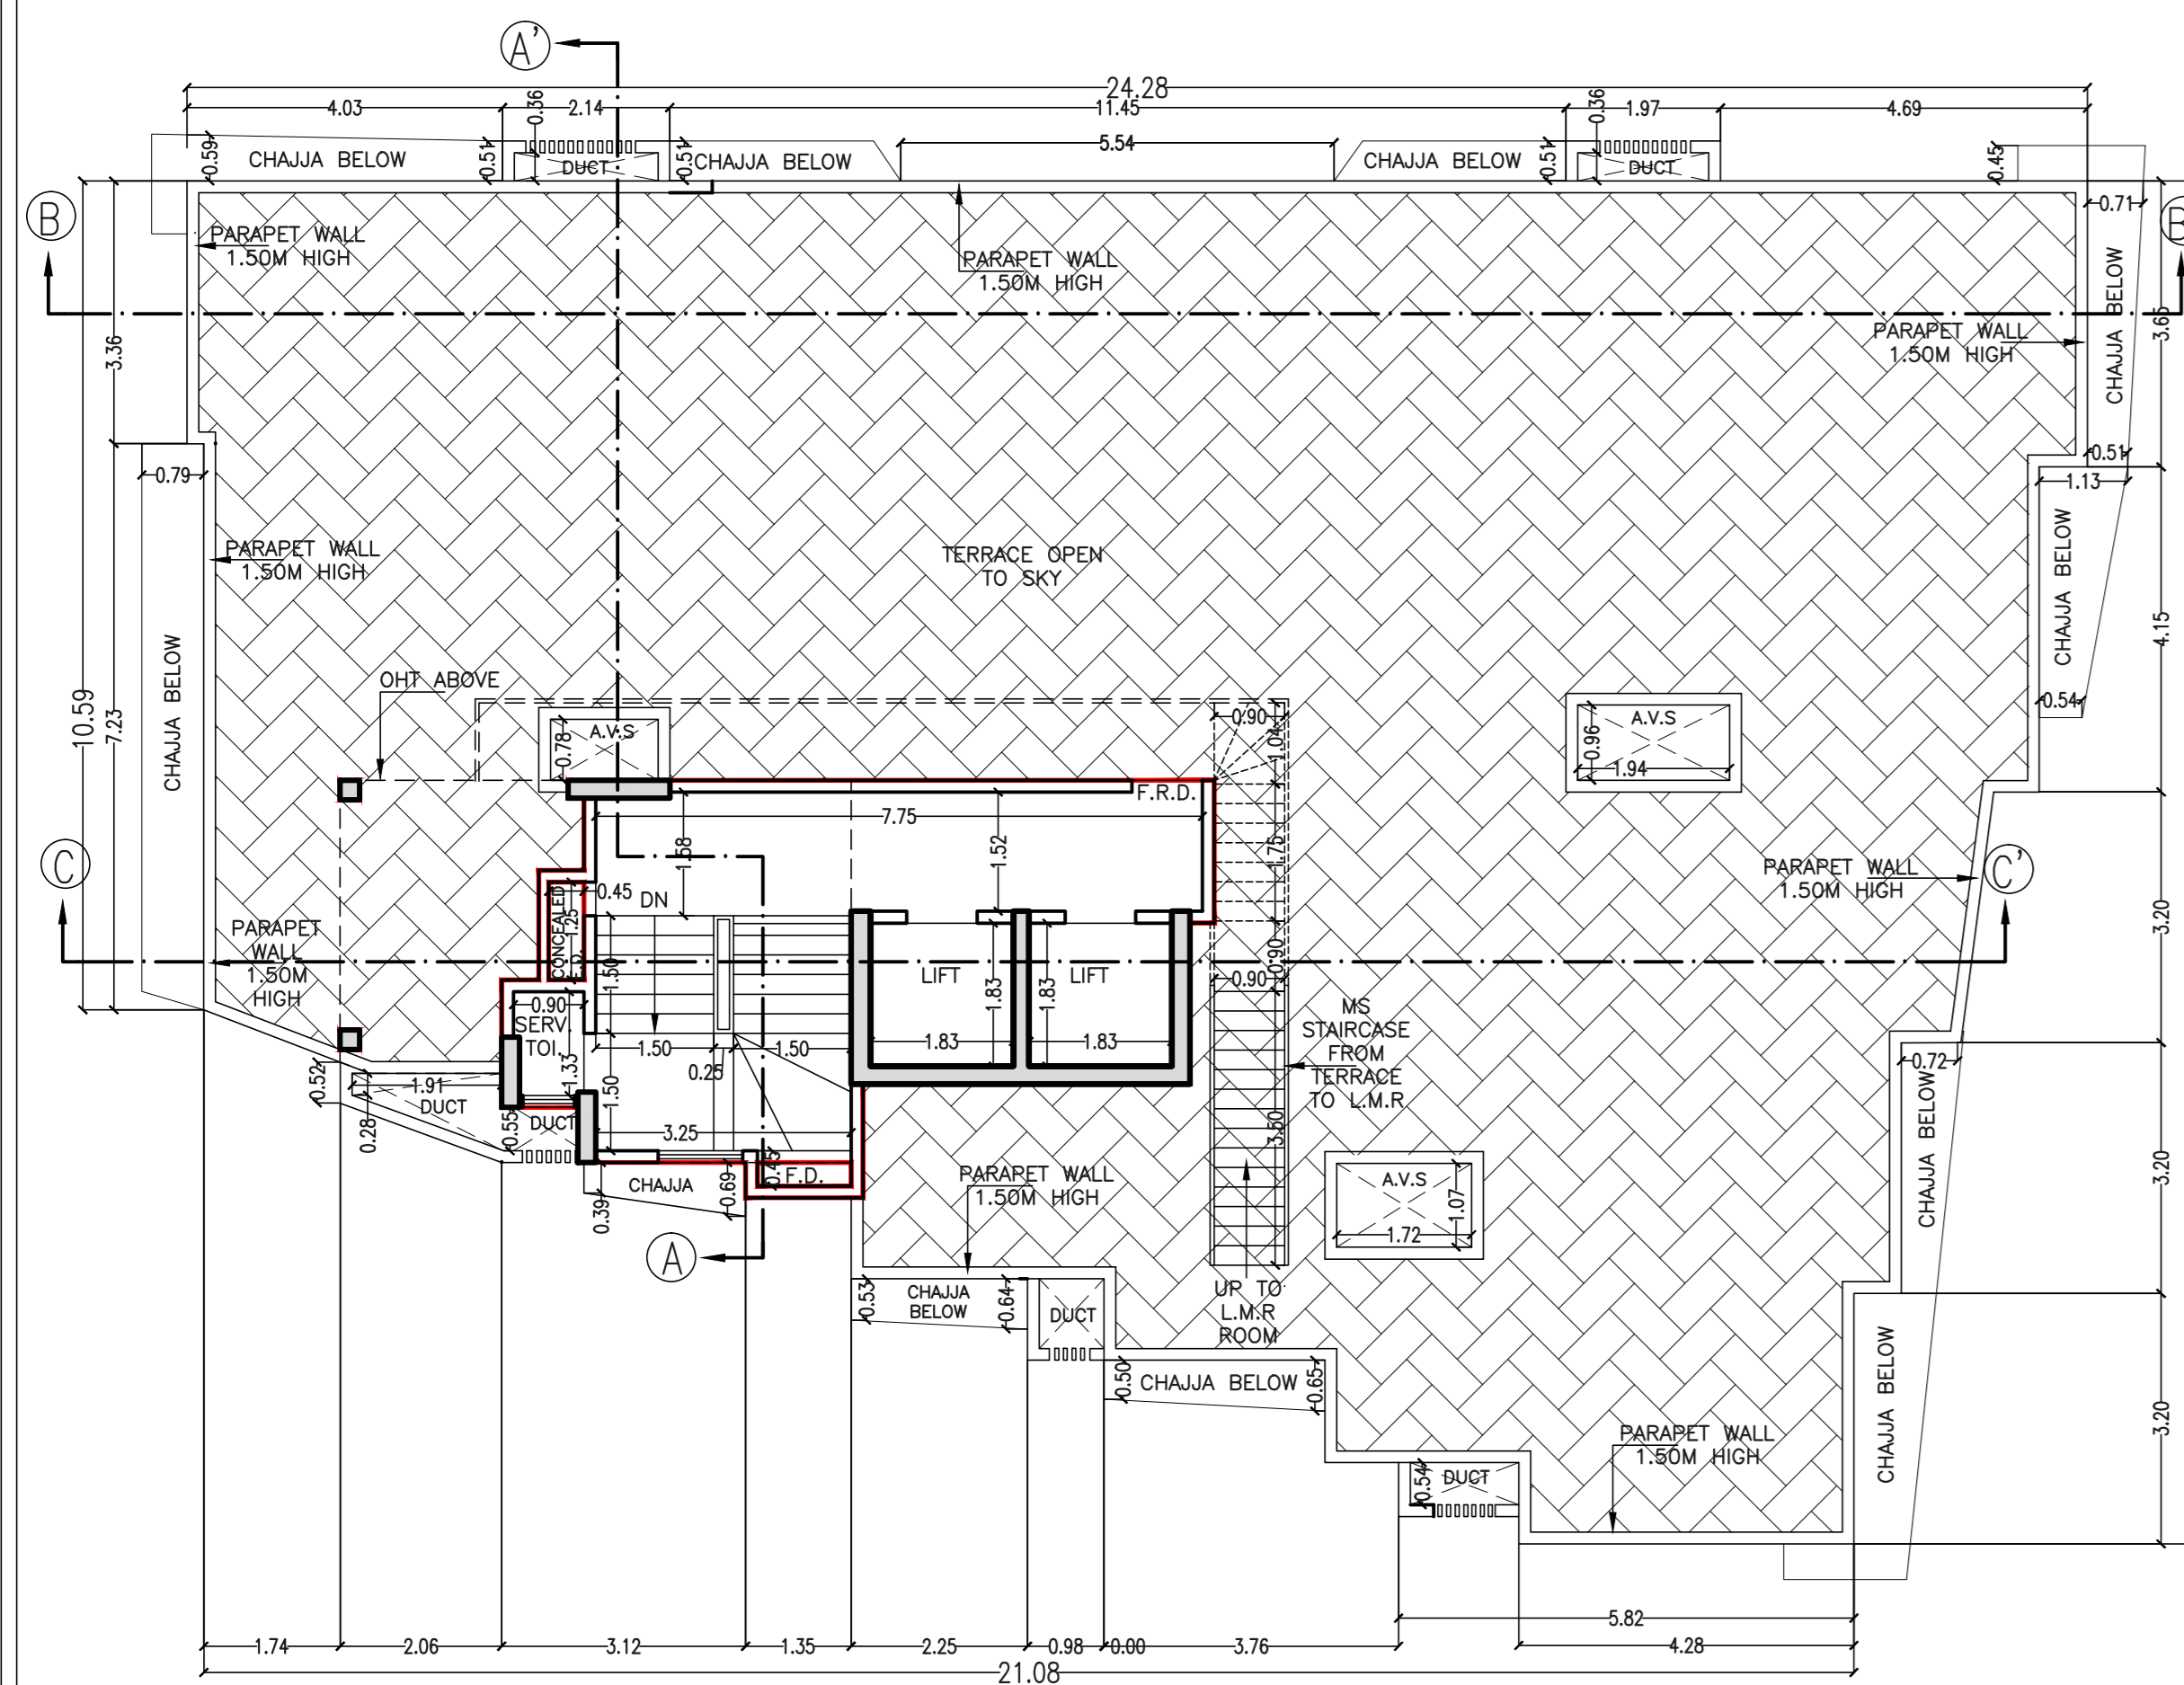 A'
24.28
4.03
0.36
2.14
11.45
0.36
1.97
4.69
0.59
CHAJJA BELOW
0.51
DUCT
0.51
CHAJJA BELOW
5.54
CHAJJA BELOW
0.51
DUCT
0.45
B
B
0.71
PARAPET WALL
1.50M HIGH
PARAPET WALL
1.50M HIGH
CHAJJA BELOW
3.65
PARAPET WALL
1.50M HIGH
3.36
0.79
0.51
1.13
PARAPET WALL
1.50M HIGH
TERRACE OPEN
TO SKY
CHAJJA BELOW
4.15
CHAJJA BELOW
10.59
7.23
OHT ABOVE
0.54
0.78
A.V.S
0.90
1.04
0.96
A.V.S
1.94
F.R.D.
7.75
1.58
1.52
1.75
C
C'
PARAPET WALL
1.50M HIGH
3.20
CONCEALED
F.D.
0.45
1.25
DN
PARAPET
WALL
1.50M
HIGH
1.50
LIFT
LIFT
1.83
1.83
0.90
0.90
0.90
SERV.
TOI.
1.33
1.50
0.25
1.50
1.83
1.83
MS
STAIRCASE
FROM
TERRACE
TO L.M.R
0.72
0.52
1.91
DUCT
0.28
0.55
DUCT
1.50
3.25
3.60
CHAJJA BELOW
3.20
0.45
F.D.
CHAJJA
0.69
0.39
PARAPET WALL
1.50M HIGH
A.V.S
1.07
1.72
A
0.53
CHAJJA
BELOW
0.64
DUCT
UP TO
L.M.R
ROOM
0.50
CHAJJA BELOW
0.65
CHAJJA BELOW
3.20
PARAPET WALL
1.50M HIGH
0.54
DUCT
5.82
1.74
2.06
3.12
1.35
2.25
0.98
0.00
3.76
4.28
21.08